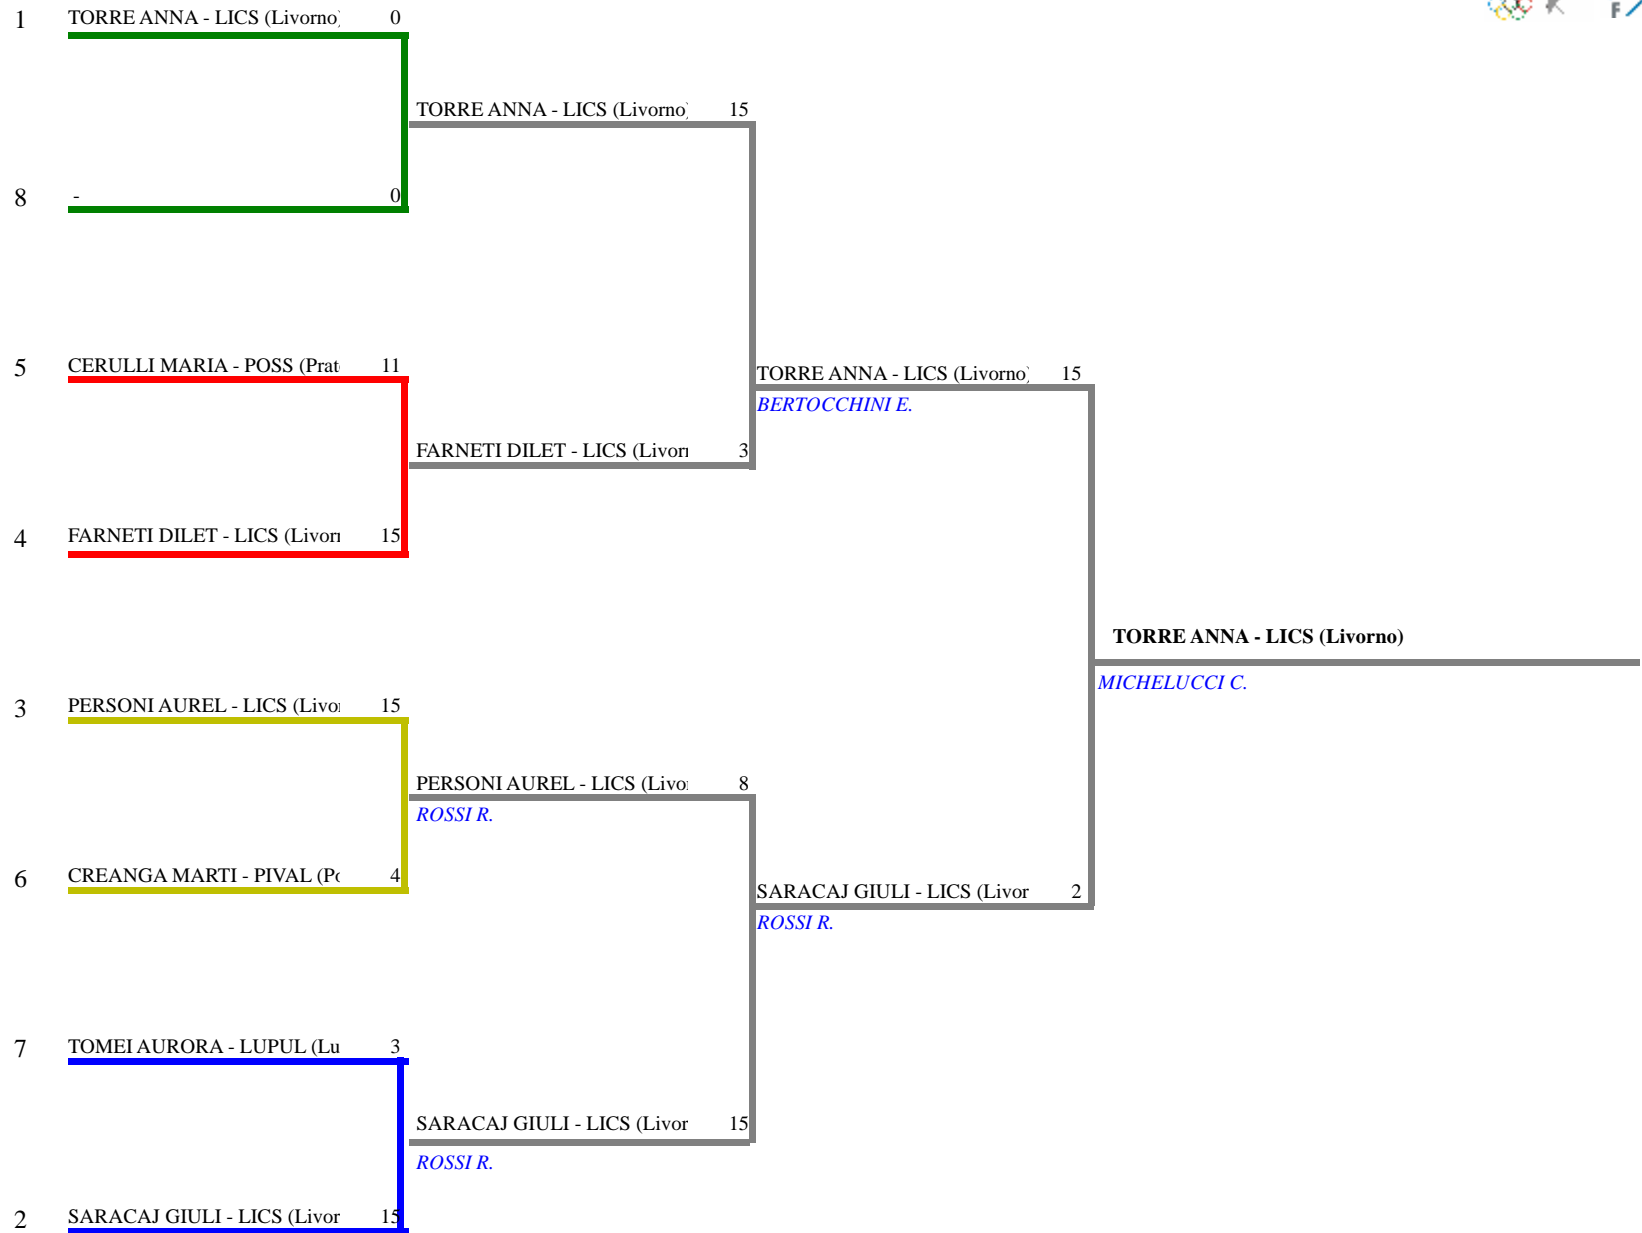 1 TORRE ANNA - LICS (Livorno) 0
TORRE ANNA - LICS (Livorno) 15
8 - 0
5 CERULLI MARIA - POSS (Prat 11
TORRE ANNA - LICS (Livorno) 15
BERTOCCHINI E.
FARNETI DILET - LICS (Livor 3
4 FARNETI DILET - LICS (Livor 15
TORRE ANNA - LICS (Livorno)
MICHELUCCI C.
3 PERSONI AUREL - LICS (Livo 15
PERSONI AUREL - LICS (Livo 8
ROSSI R.
6 CREANGA MARTI - PIVAL (Po 4
SARACAJ GIULI - LICS (Livor 2
ROSSI R.
7 TOMEI AURORA - LUPUL (Lu 3
SARACAJ GIULI - LICS (Livor 15
ROSSI R.
2 SARACAJ GIULI - LICS (Livor 15